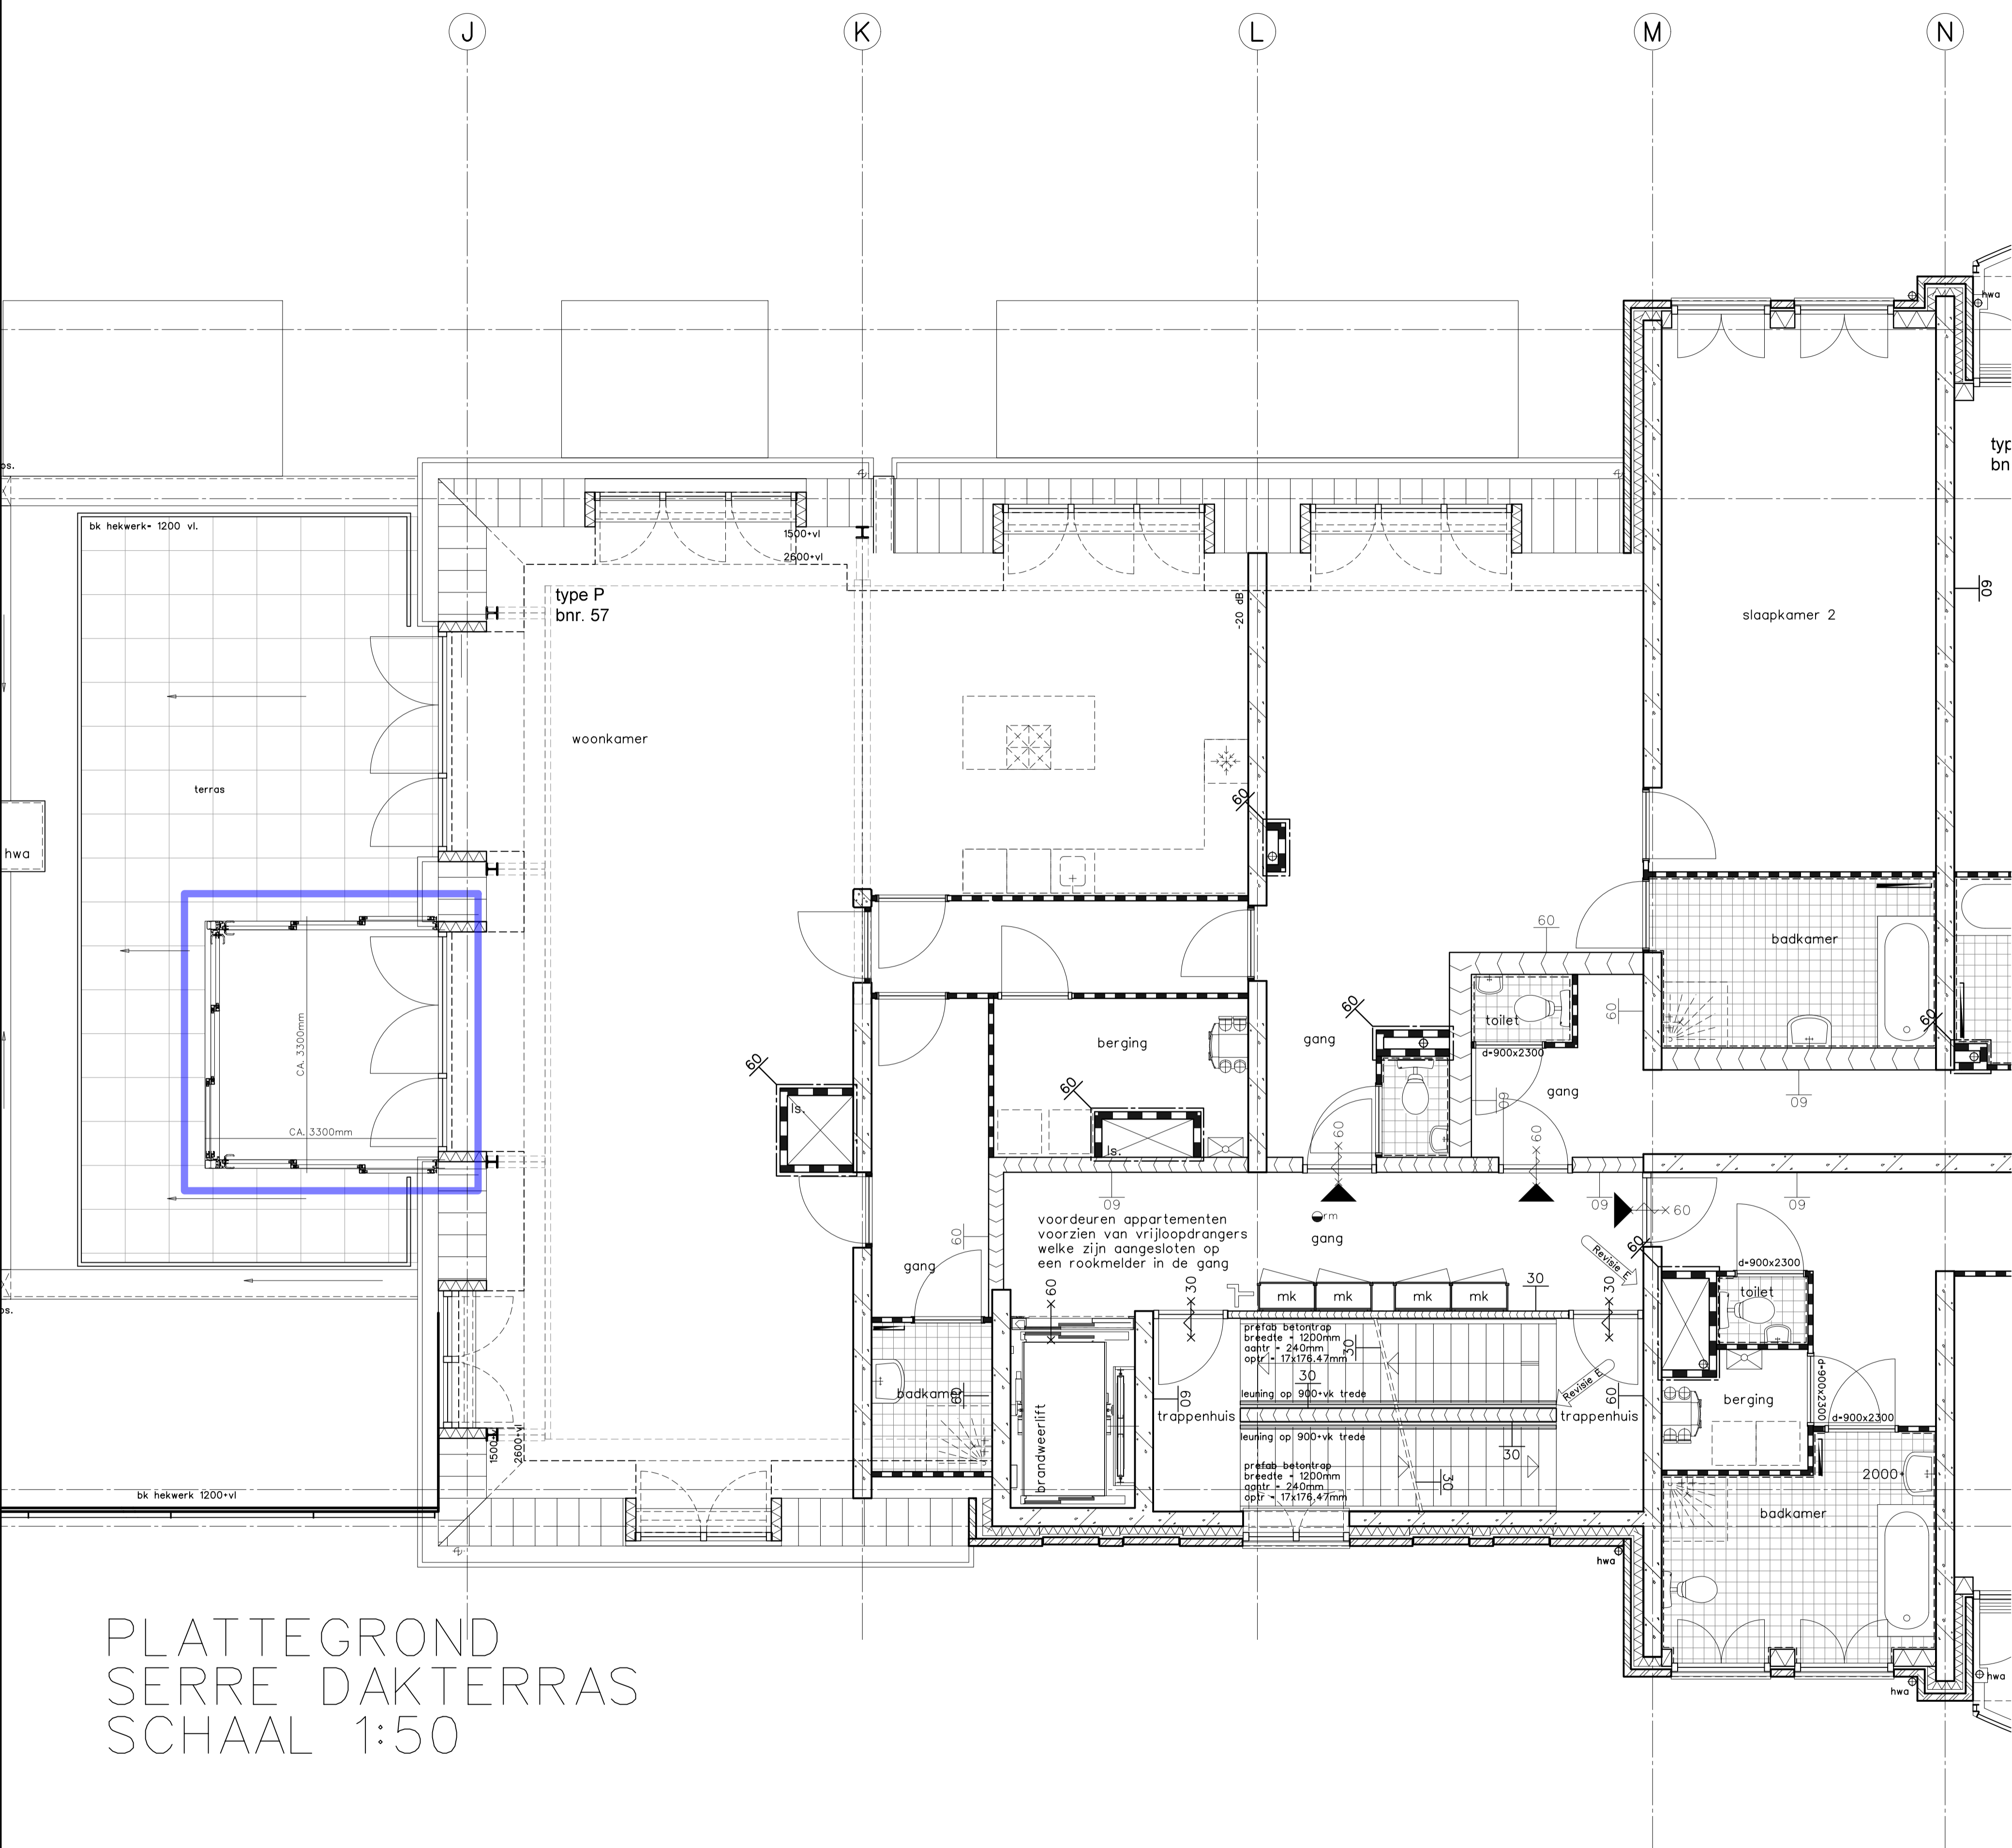 J
K
L
M
N
hwa
typ
bn
bk hekwerk= 1200 vl.
1500+vl
2600+vl
type P
bnr. 57
-20 dB
60
slaapkamer 2
woonkamer
terras
60
hwa
60
badkamer
CA. 3300mm
CA. 3300mm
60
toilet
d=900x2300
60
60
60
gang
berging
60
60
ls.
ls.
gang
60
60
60
60
60
60
60
60
voordeuren appartementen
voorzien van vrijloopdrangers
welke zijn aangesloten op
een rookmelder in de gang
rm
gang
60
gang
Revisie E
60
d=900x2300
toilet
60
30
mk
mk
mk
mk
30
30
prefab betontrap
breedte = 1200mm
aantr = 240mm
optr = 17x176.47mm
30
30
leuning op 900+vk trede
Revisie E
badkamer
60
brandweerlift
60
trappenhuis
60
trappenhuis
berging
d=900x2300
d=900x2300
leuning op 900+vk trede
30
prefab betontrap
breedte = 1200mm
aantr = 240mm
optr = 17x176.47mm
30
1500+vl
2600+vl
2000+
badkamer
bk hekwerk 1200+vl
hwa
hwa
hwa
PLATTEGROND
SERRE DAKTERRAS
SCHAAL 1:50